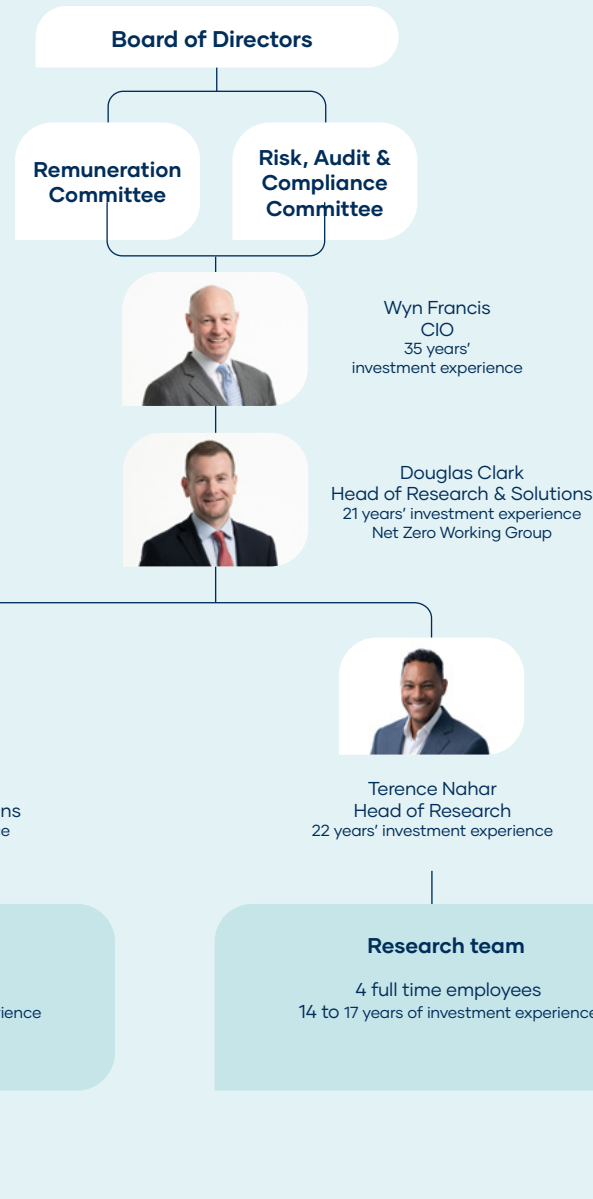 Board of Directors
Remuneration
Committee
Risk, Audit &
Compliance
Committee
Wyn Francis
CIO
35 years’
investment experience
Douglas Clark
Head of Research & Solutions
21 years’ investment experience
Net Zero Working Group
ns
e
Terence Nahar
Head of Research
22 years’ investment experience
ience
Research team
4 full time employees
14 to 17 years of investment experience